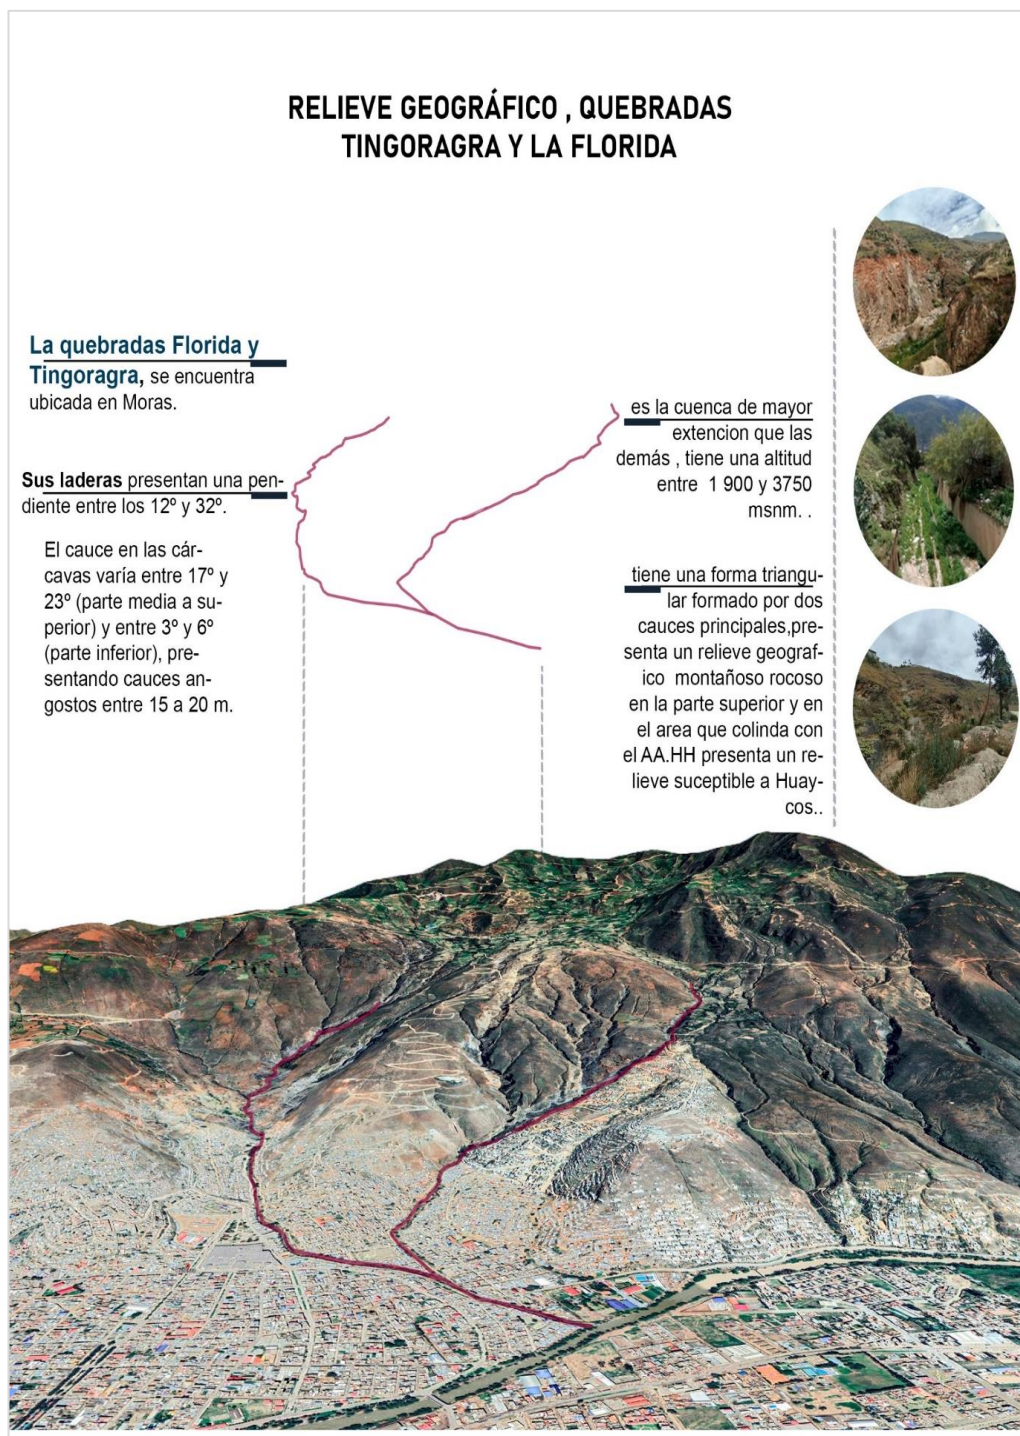 RELIEVE GEOGRÁFICO , QUEBRADAS
TINGORAGRA Y LA FLORIDA
La quebradas Florida y
Tingoragra, se encuentra
ubicada en Moras.
Sus laderas presentan una pen-
diente entre los 12º y 32º.
El cauce en las cár-
cavas varía entre 17º y
23º (parte media a su-
perior) y entre 3º y 6º
(parte inferior), pre-
sentando cauces an-
gostos entre 15 a 20 m.
es la cuenca de mayor
extencion que las
demás , tiene una altitud
entre 1 900 y 3750
msnm. .
tiene una forma triangu-
lar formado por dos
cauces principales,pre-
senta un relieve geograf-
ico montañoso rocoso
en la parte superior y en
el area que colinda con
el AA.HH presenta un re-
lieve suceptible a Huay-
cos..